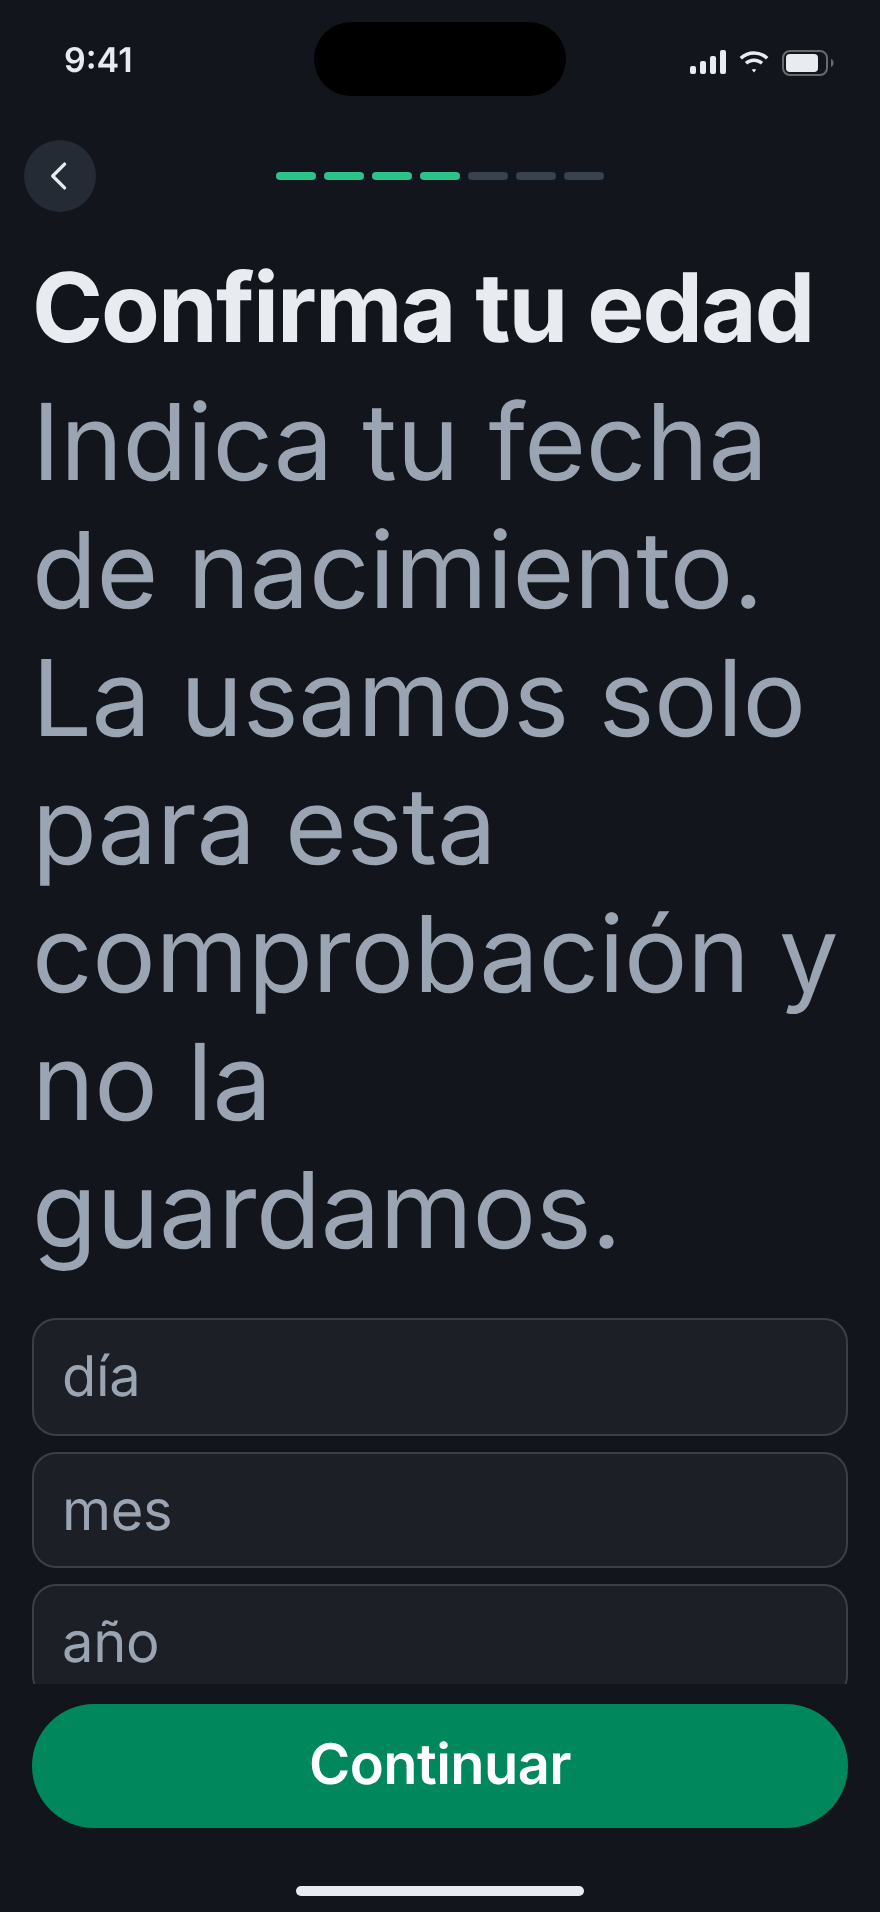 9:41
Confirma tu edad
Indica tu fecha
de nacimiento.
La usamos solo
para esta
comprobación y
no la
guardamos.
día
mes
año
Continuar